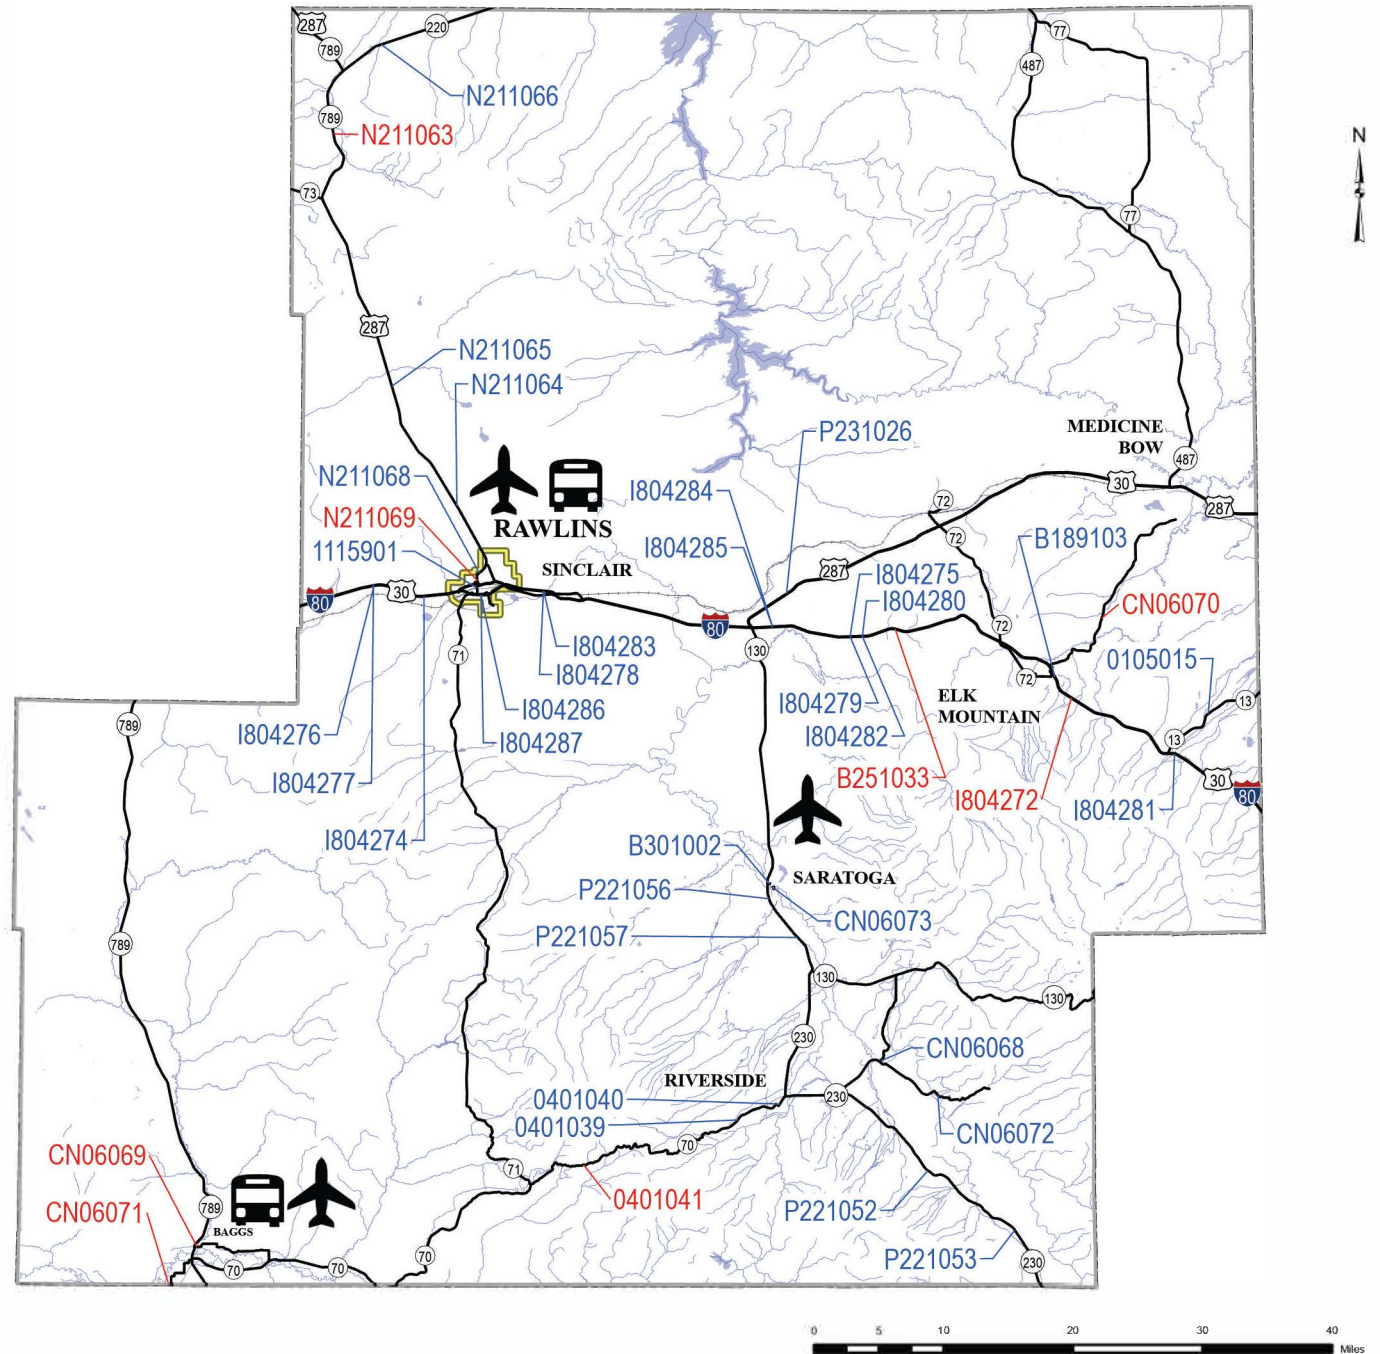 287
220
77
789
487
N211066
789
N211063
N
73
77
287
N211065
N211064
P231026
MEDICINE
BOW
487
N211068
30
I804284
72
287
N211069
RAWLINS
72
B189103
1115901
I804285
SINCLAIR
287
I804275
80
30
I804280
CN06070
80
72
71
I804283
130
0105015
I804278
72
I804279
ELK
MOUNTAIN
13
I804286
789
I804276
I804287
I804282
13
I804277
B251033
30
I804272
80
I804281
I804274
B301002
SARATOGA
P221056
CN06073
P221057
789
130
130
230
CN06068
RIVERSIDE
0401040
230
0401039
CN06072
70
CN06069
71
0401041
789
CN06071
P221052
BAGGS
70
P221053
70
70
230
0 5 10 20 30 40
Miles